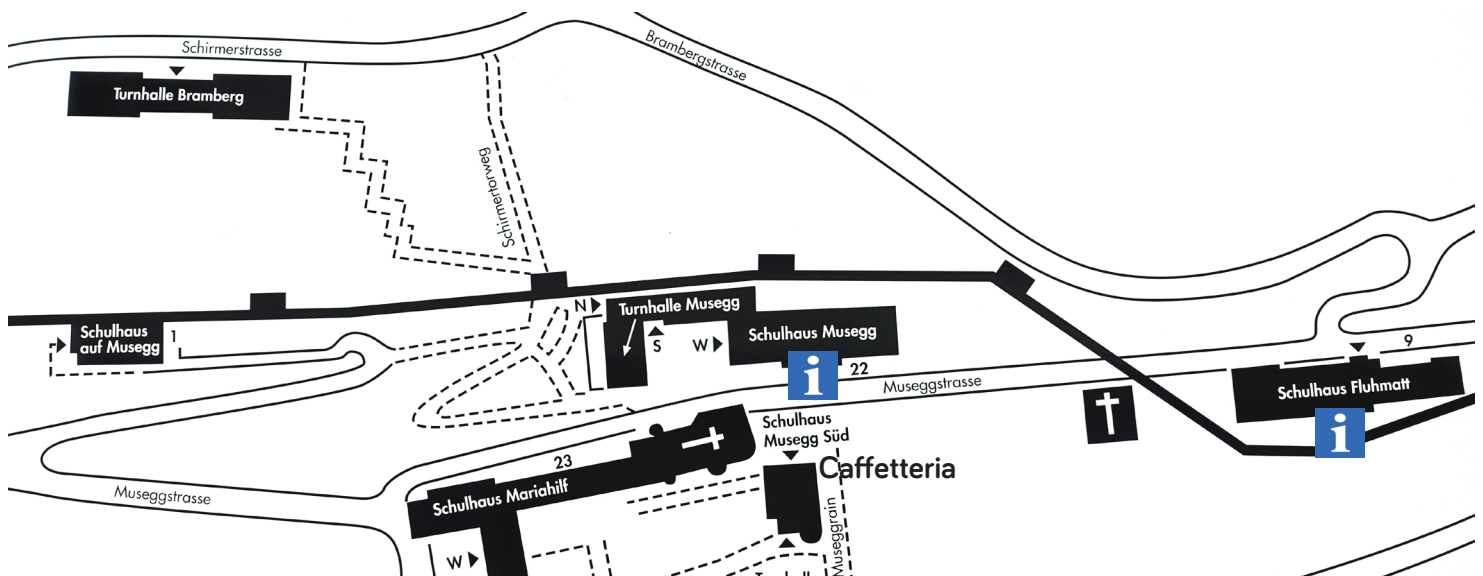 Schirmerstrasse
Brambergstrasse
Turnhalle Bramberg
Schirmertorweg
N
Turnhalle Musegg
Schulhaus
auf Musegg
1
S
W
Schulhaus Musegg
i
22
Museggstrasse
9
Schulhaus Fluhmatt
i
Schulhaus
Musegg Süd
Caffetteria
23
Schulhaus Mariahilf
Museggstrasse
Museggrain
W